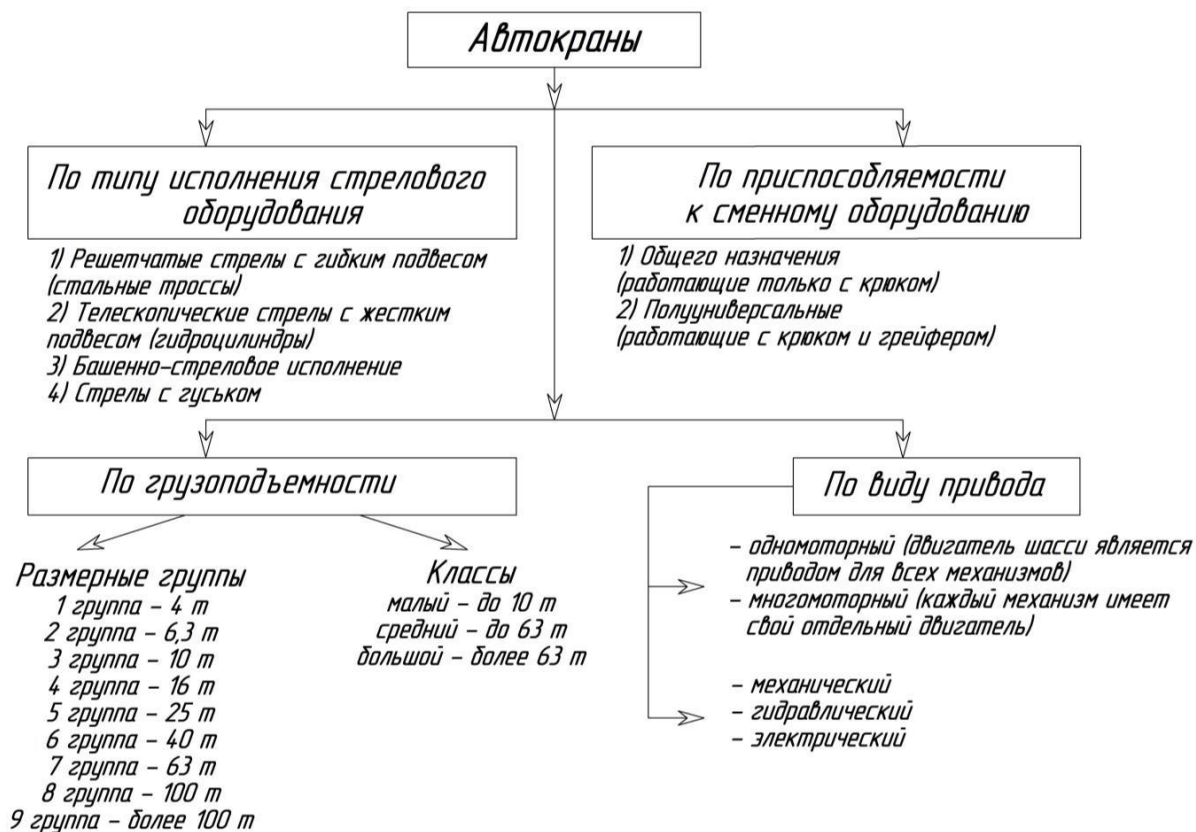 Автокраны
По типу исполнения стрелового
оборудования
1) Решетчатые стрелы с гибким подвесом
(стальные троссы)
2) Телескопические стрелы с жестким
подвесом (гидроцилиндры)
3) Башенно-стреловое исполнение
4) Стрелы с гуськом
По приспособляемости
к сменному оборудованию
1) Общего назначения
(работающие только с крюком)
2) Полууниверсальные
(работающие с крюком и грейфером)
По грузоподъемности
Размерные группы
1 группа – 4 т
2 группа – 6,3 т
3 группа – 10 т
4 группа – 16 т
5 группа – 25 т
6 группа – 40 т
7 группа – 63 т
8 группа – 100 т
9 группа – более 100 т
Классы
малый – до 10 т
средний – до 63 т
большой – более 63 т
По виду привода
– одномоторный (двигатель шасси является
приводом для всех механизмов)
– многомоторный (каждый механизм имеет
свой отдельный двигатель)
– механический
– гидравлический
– электрический